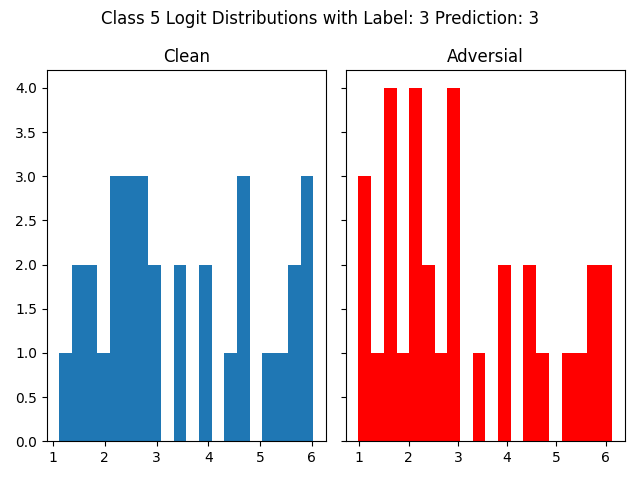 Class 5 Logit Distributions with Label: 3 Prediction: 3
Clean
Adversial
4.0
3.5
3.0
2.5
2.0
1.5
1.0
0.5
0.0
1 2 3 4 5 6
1 2 3 4 5 6